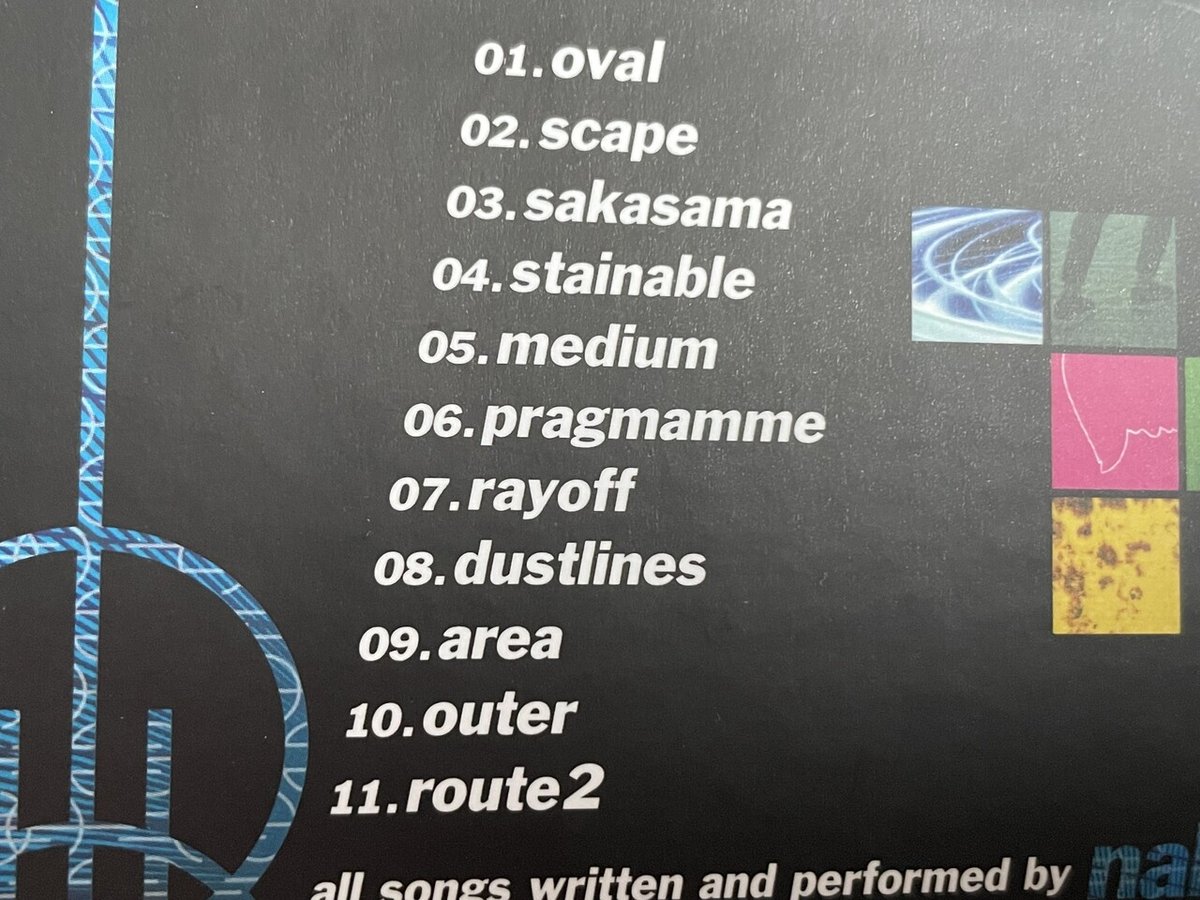 01.oval
02.scape
03.sakasama
04.stainable
05.medium
06.pragmamme
07.rayoff
08.dustlines
09.area
10.outer
11.route2
all songs written and performed by